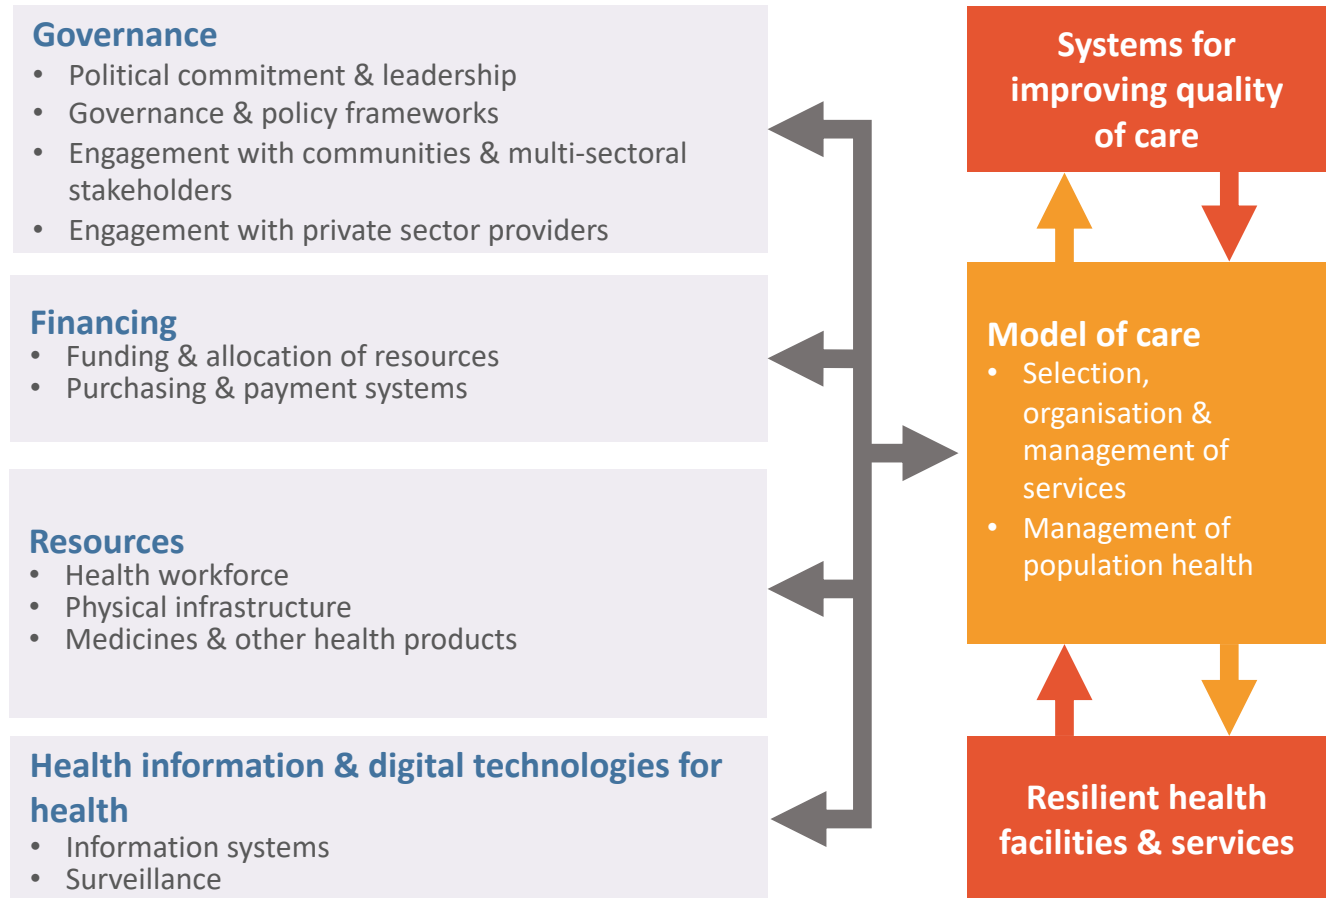 Governance
• Political commitment & leadership
• Governance & policy frameworks
• Engagement with communities & multi-sectoral
stakeholders
• Engagement with private sector providers
Financing
• Funding & allocation of resources
• Purchasing & payment systems
Resources
• Health workforce
• Physical infrastructure
• Medicines & other health products
Health information & digital technologies for
health
• Information systems
• Surveillance
Systems for
improving quality
of care
Model of care
• Selection,
organisation &
management of
services
• Management of
population health
Resilient health
facilities & services